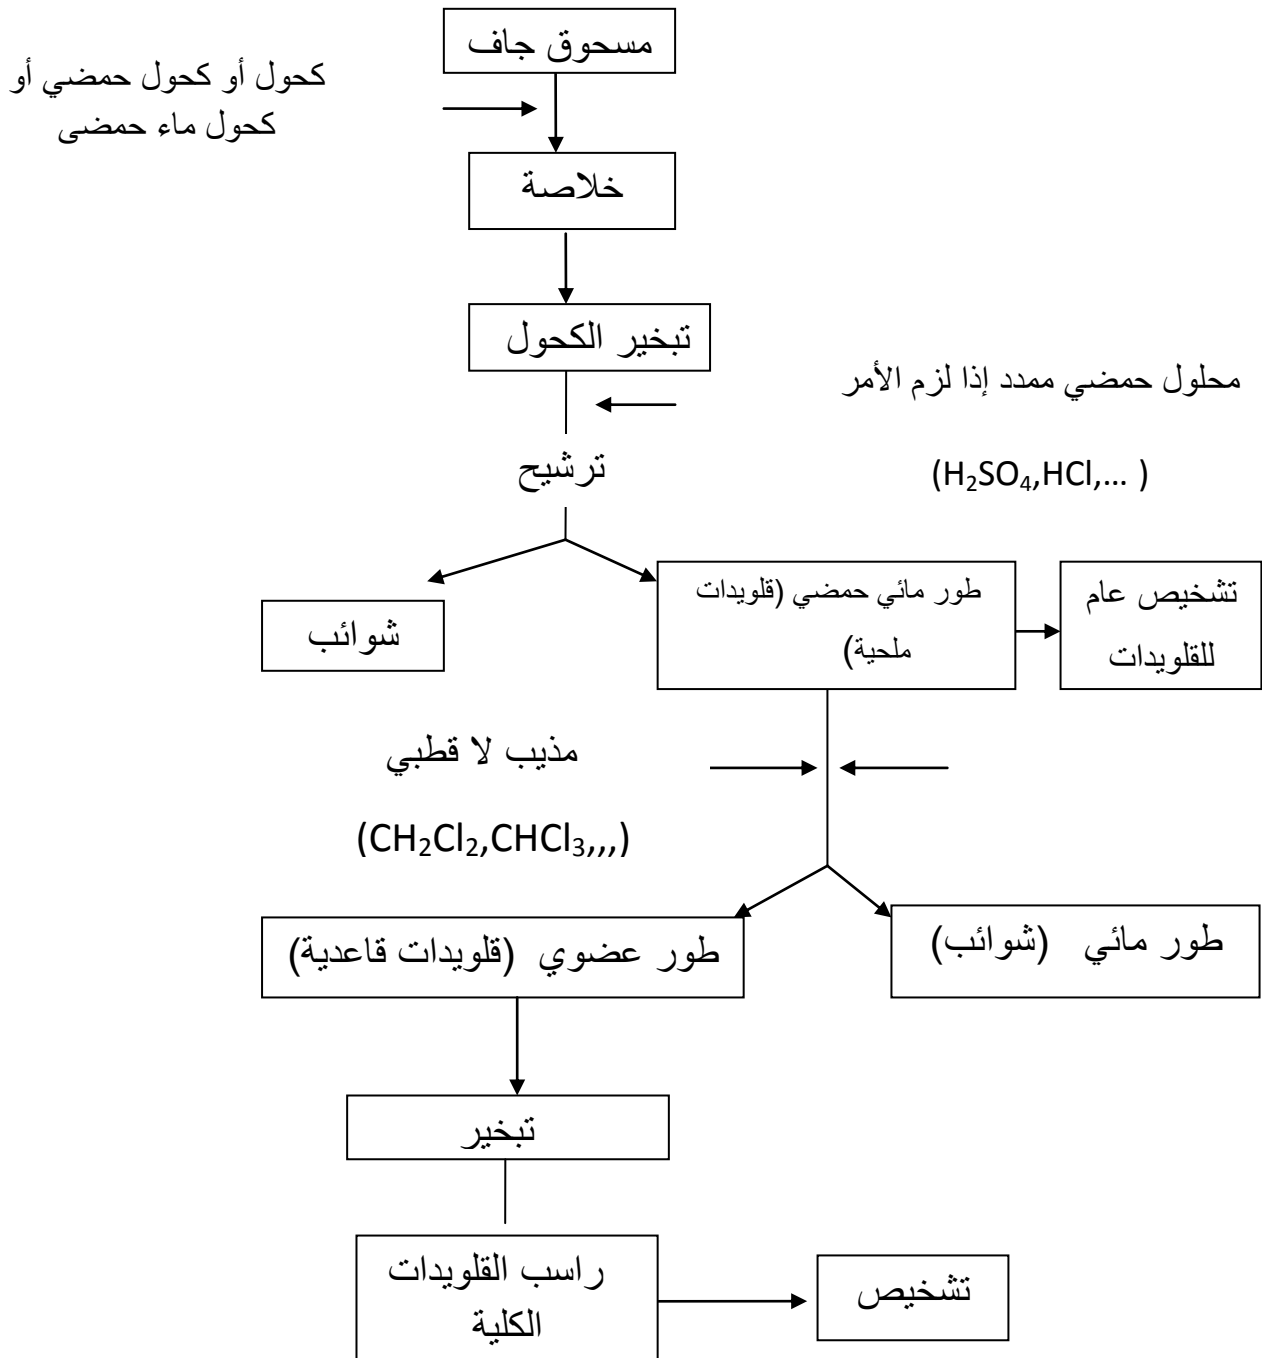 مسحوق جاف
كحول أو كحول حمضي أو
كحول ماء حمضى
خلاصة
تبخير الكحول
محلول حمضي ممدد إذا لزم الأمر
(H₂SO₄,HCl,... )
ترشيح
شوائب
طور مائي حمضي (قلويدات
ملحية)
تشخيص عام
للقلويدات
مذيب لا قطبي
(CH₂Cl₂,CHCl₃,,,)
طور عضوي (قلويدات قاعدية)
طور مائي (شوائب)
تبخير
راسب القلويدات
الكلية
تشخيص